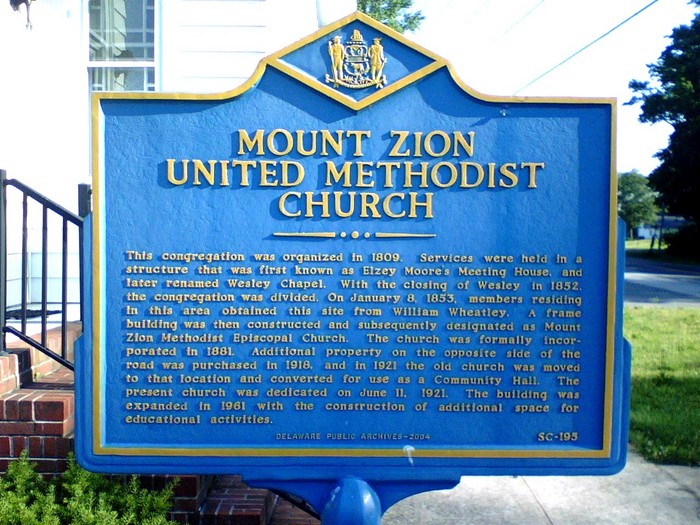 MOUNT ZION
UNITED METHODIST
CHURCH
This congregation was organized in 1809. Services were held in a
structure that was first known as Elzey Moore's Meeting House, and
later renamed Wesley Chapel. With the closing of Wesley in 1852,
the congregation was divided. On January 8, 1853, members residing
in this area obtained this site from William Wheatley. A frame
building was then constructed and subsequently designated as Mount
Zion Methodist Episcopal Church. The church was formally incor-
porated in 1881. Additional property on the opposite side of the
road was purchased in 1918, and in 1921 the old church was moved
to that location and converted for use as a Community Hall. The
present church was dedicated on June 11, 1921. The building was
expanded in 1961 with the construction of additional space for
educational activities.
DELAWARE PUBLIC ARCHIVES-2004 SC-195